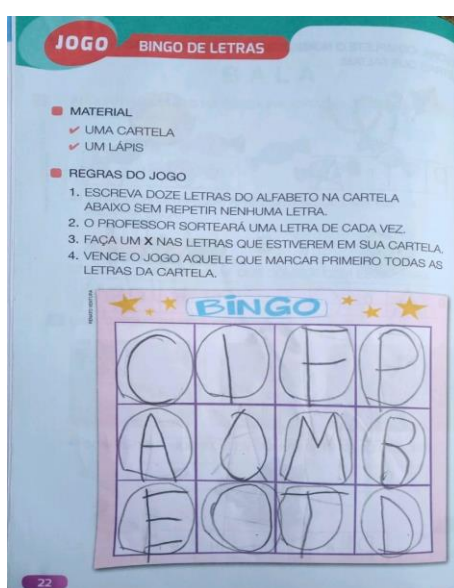 JOGO BINGO DE LETRAS
MATERIAL
UMA CARTELA
UM LÁPIS
REGRAS DO JOGO
1. ESCREVA DOZE LETRAS DO ALFABETO NA CARTELA
ABAIXO SEM REPETIR NENHUMA LETRA.
2. O PROFESSOR SORTEARÁ UMA LETRA DE CADA VEZ.
3. FAÇA UM X NAS LETRAS QUE ESTIVEREM EM SUA CARTELA.
4. VENCE O JOGO AQUELE QUE MARCAR PRIMEIRO TODAS AS
LETRAS DA CARTELA.
BINGO
C I F P
A Q M B
E O T D
22